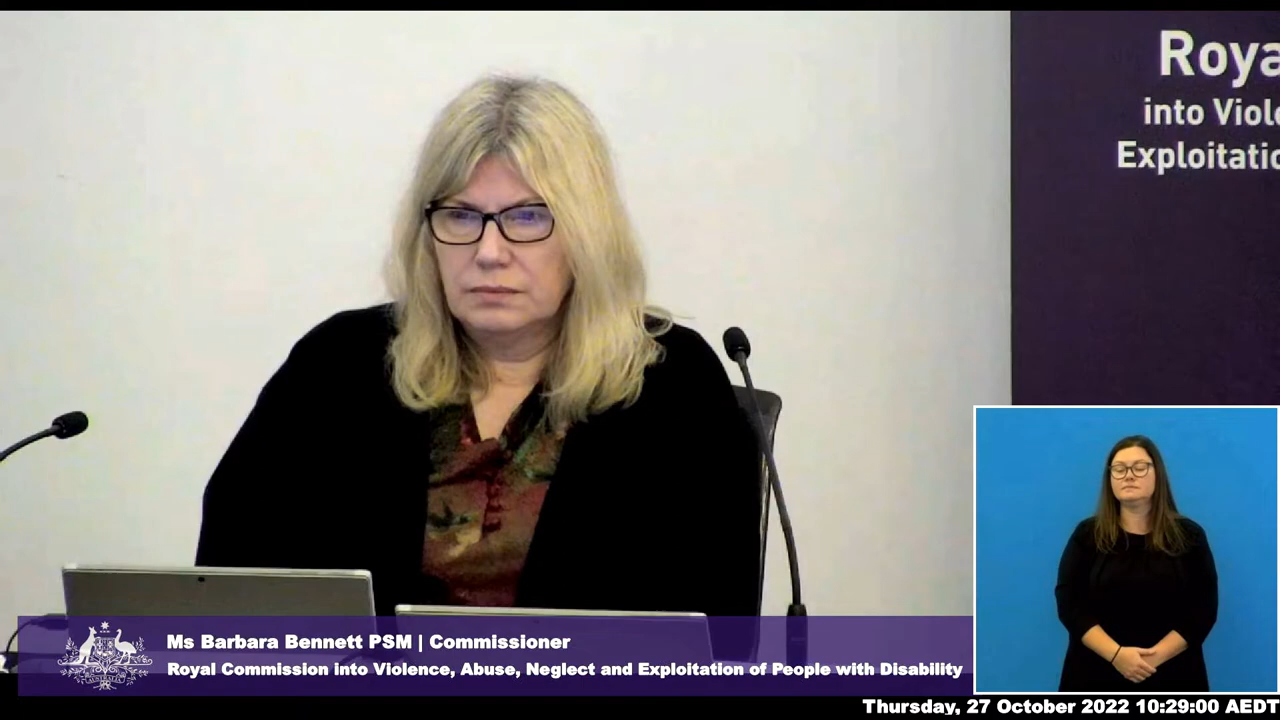 Roya
into Viole
Exploitatio
Ms Barbara Bennett PSM | Commissioner
Royal Commission into Violence, Abuse, Neglect and Exploitation of People with Disability
AUSTRALIA
Thursday, 27 October 2022 10:29:00 AEDT